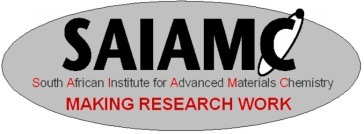 SAIAMC
South African Institute for Advanced Materials Chemistry
MAKING RESEARCH WORK